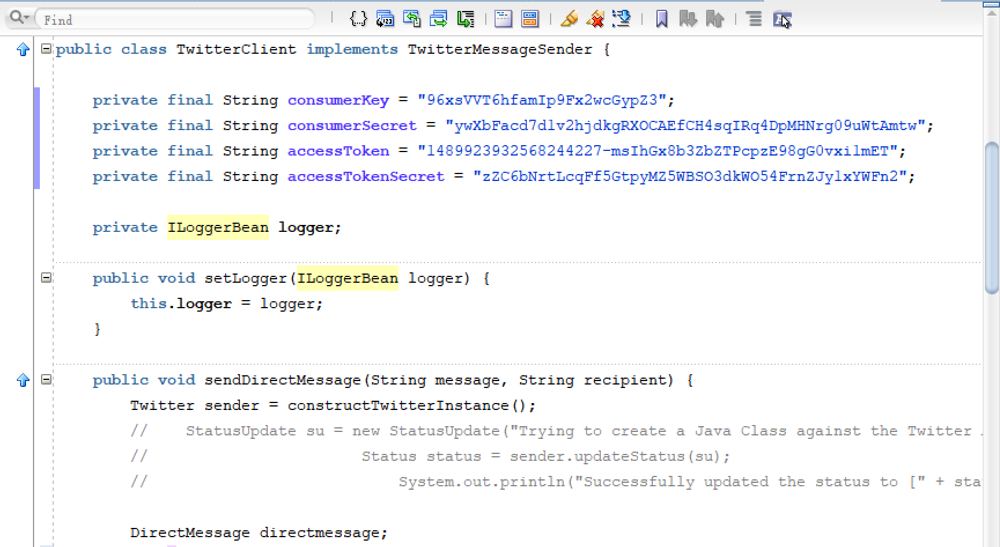 Find
public class TwitterClient implements TwitterMessageSender {
private final String consumerKey = "96xsVVT6hfamIp9Fx2wcGypZ3";
private final String consumerSecret = "ywXbFacd7dlv2hjdkgRXOCAEfCH4sqIRq4DpMHNrg09uWtAmtw";
private final String accessToken = "1489923932568244227-msIhGx8b3ZbZTPcpzE98gG0vxilmET";
private final String accessTokenSecret = "zZC6bNrtLcqFf5GtpyMZ5WBSO3dkWO54FrnZJylxYWFn2";
private ILoggerBean logger;
public void setLogger(ILoggerBean logger) {
this.logger = logger;
}
public void sendDirectMessage(String message, String recipient) {
Twitter sender = constructTwitterInstance();
// StatusUpdate su = new StatusUpdate("Trying to create a Java Class against the Twitter
// Status status = sender.updateStatus(su);
// System.out.println("Successfully updated the status to [" + sta
DirectMessage directmessage;